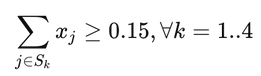 ∑_{j∈S_k} x_j ≥ 0.15, ∀k = 1..4